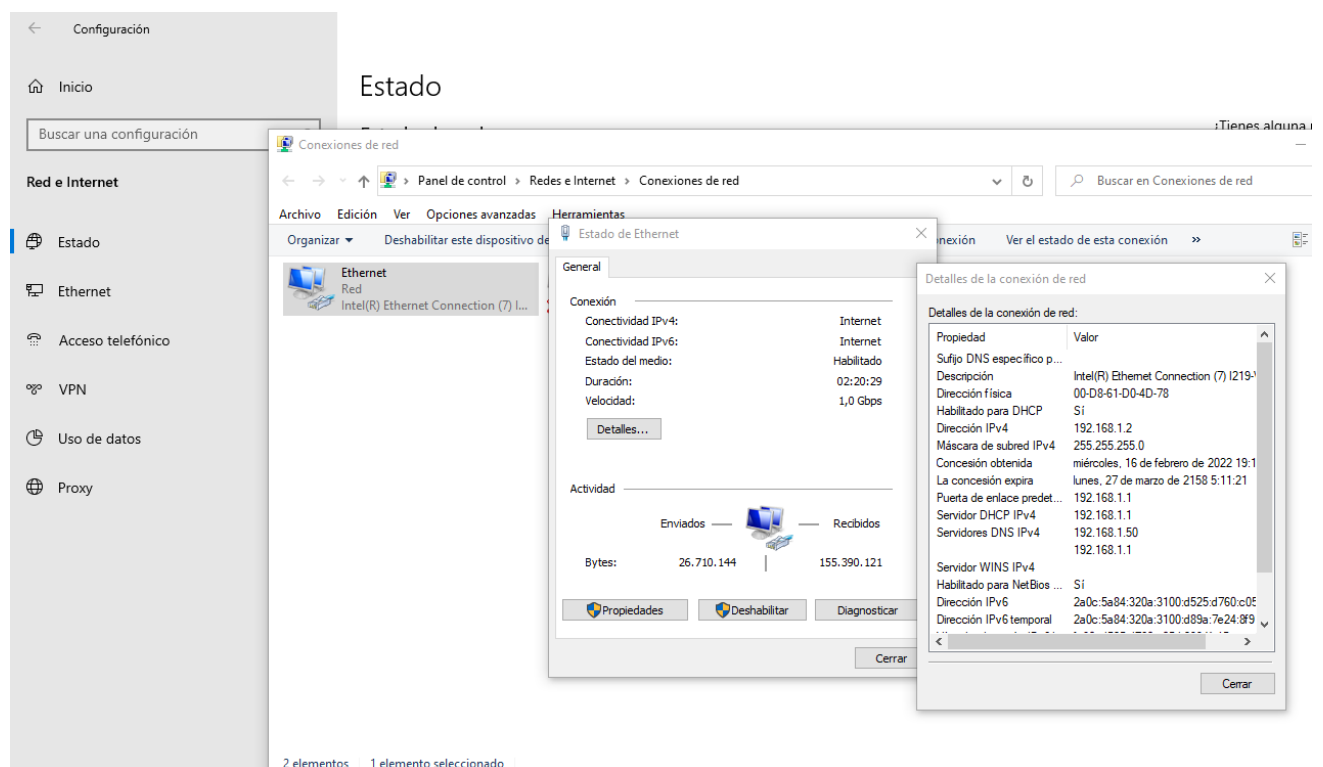 Configuración
Inicio
Estado
Buscar una configuración
¿Tienes alguna
Conexiones de red
Red e Internet
Panel de control > Redes e Internet > Conexiones de red
Buscar en Conexiones de red
Archivo Edición Ver Opciones avanzadas Herramientas
Estado
Organizar Deshabilitar este dispositivo de
Ver el estado de esta conexión »
Ethernet
Acceso telefónico
VPN
Uso de datos
Proxy
Ethernet
Red
Intel(R) Ethernet Connection (7) I...
Estado de Ethernet
General
Conexión
Conectividad IPv4: Internet
Conectividad IPv6: Internet
Estado del medio: Habilitado
Duración: 02:20:29
Velocidad: 1,0 Gbps
Detalles...
Actividad
Enviados — — Recibidos
Bytes: 26.710.144 | 155.390.121
Propiedades Deshabilitar Diagnosticar
Cerrar
Detalles de la conexión de red
Detalles de la conexión de red:
Propiedad Valor
Sufijo DNS específico p...
Descripción Intel(R) Ethernet Connection (7) I219-
Dirección física 00-D8-61-D0-4D-78
Habilitado para DHCP Sí
Dirección IPv4 192.168.1.2
Máscara de subred IPv4 255.255.255.0
Concesión obtenida miércoles, 16 de febrero de 2022 19:1
La concesión expira lunes, 27 de marzo de 2158 5:11:21
Puerta de enlace predet... 192.168.1.1
Servidor DHCP IPv4 192.168.1.1
Servidores DNS IPv4 192.168.1.50
192.168.1.1
Servidor WINS IPv4
Habilitado para NetBios ... Sí
Dirección IPv6 2a0c:5a84:320a:3100:d525:d760:c05
Dirección IPv6 temporal 2a0c:5a84:320a:3100:d89a:7e24:8f9
Cerrar
2 elementos 1 elemento seleccionado